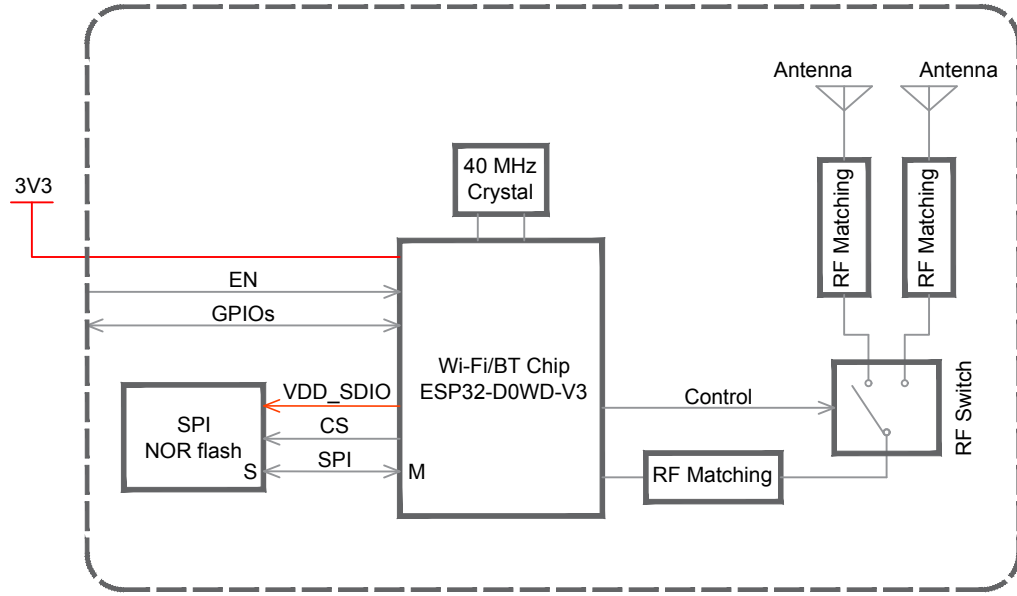 Antenna
Antenna
40 MHz
Crystal
RF Matching
RF Matching
3V3
EN
GPIOs
Wi-Fi/BT Chip
ESP32-D0WD-V3
VDD_SDIO
Control
SPI
NOR flash
CS
SPI
S
M
RF Matching
RF Switch